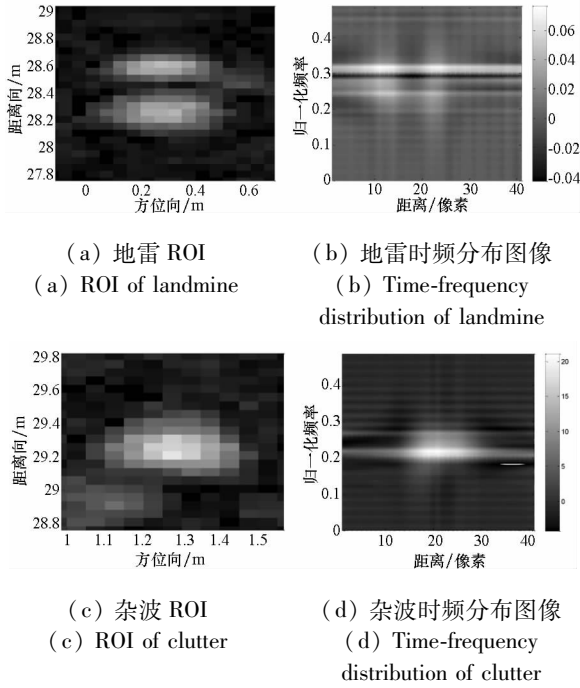 29
28.8
28.6
28.4
28.2
28
27.8
距离向/m
0 0.2 0.4 0.6
方位向/m
0.4
0.3
0.2
0.1
0
归一化频率
10 20 30 40
距离/像素
0.06
0.04
0.02
0
-0.02
-0.04
(a) 地雷 ROI
(a) ROI of landmine
(b) 地雷时频分布图像
(b) Time-frequency
distribution of landmine
29.8
29.6
29.4
29.2
29
28.8
距离向/m
1 1.1 1.2 1.3 1.4 1.5
方位向/m
0.4
0.3
0.2
0.1
0
归一化频率
20 40
距离/像素
20
15
10
5
0
(c) 杂波 ROI
(c) ROI of clutter
(d) 杂波时频分布图像
(d) Time-frequency
distribution of clutter